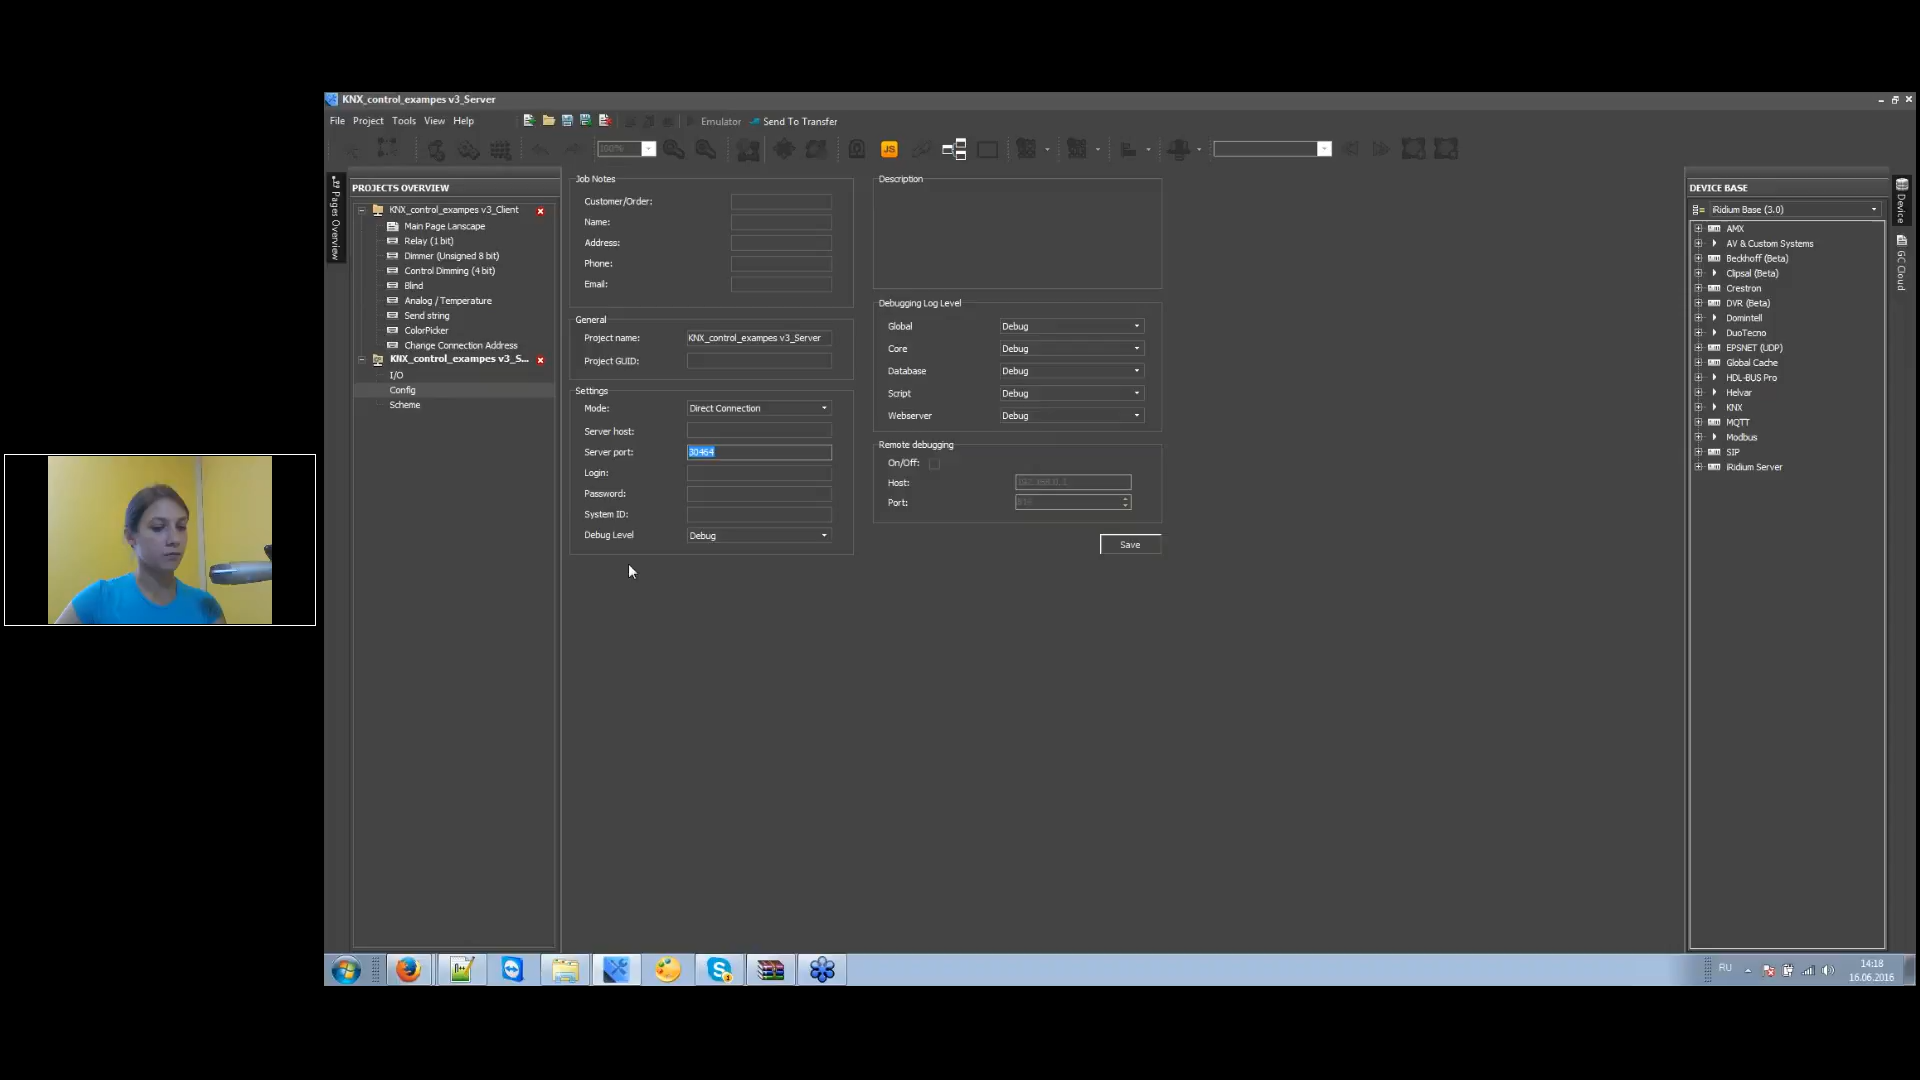 KNX_control_exampes v3_Server
File Project Tools View Help
Emulator
Send To Transfer
100%
JS
Pages Overview
PROJECTS OVERVIEW
KNX_control_exampes v3_Client
Main Page Lanscape
Relay (1 bit)
Dimmer (Unsigned 8 bit)
Control Dimming (4 bit)
Blind
Analog / Temperature
Send string
ColorPicker
Change Connection Address
KNX_control_exampes v3_S...
I/O
Config
Scheme
Job Notes
Customer/Order:
Name:
Address:
Phone:
Email:
General
Project name: KNX_control_exampes v3_Server
Project GUID:
Settings
Mode: Direct Connection
Server host:
Server port: 30464
Login:
Password:
System ID:
Debug Level Debug
Description
Debugging Log Level
Global Debug
Core Debug
Database Debug
Script Debug
Webserver Debug
Remote debugging
On/Off:
Host:
Port:
Save
DEVICE BASE
iRidium Base (3.0)
AMX
AV & Custom Systems
Beckhoff (Beta)
Clipsal (Beta)
Crestron
DVR (Beta)
Domintell
DuoTecno
EPSNET (UDP)
Global Cache
HDL-BUS Pro
Helvar
KNX
MQTT
Modbus
SIP
iRidium Server
Device
GC Cloud
RU
14:18
16.06.2016